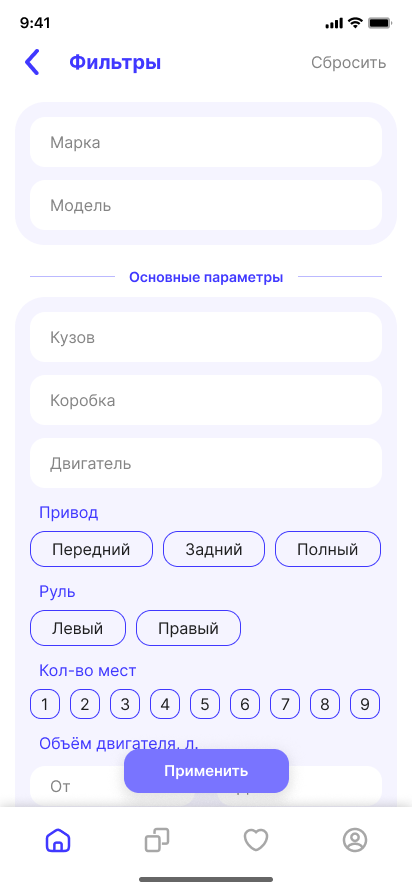 9:41
Фильтры Сбросить
Марка
Модель
Основные параметры
Кузов
Коробка
Двигатель
Привод
Передний Задний Полный
Руль
Левый Правый
Кол-во мест
1 2 3 4 5 6 7 8 9
Объём двигателя, л.
Применить
От